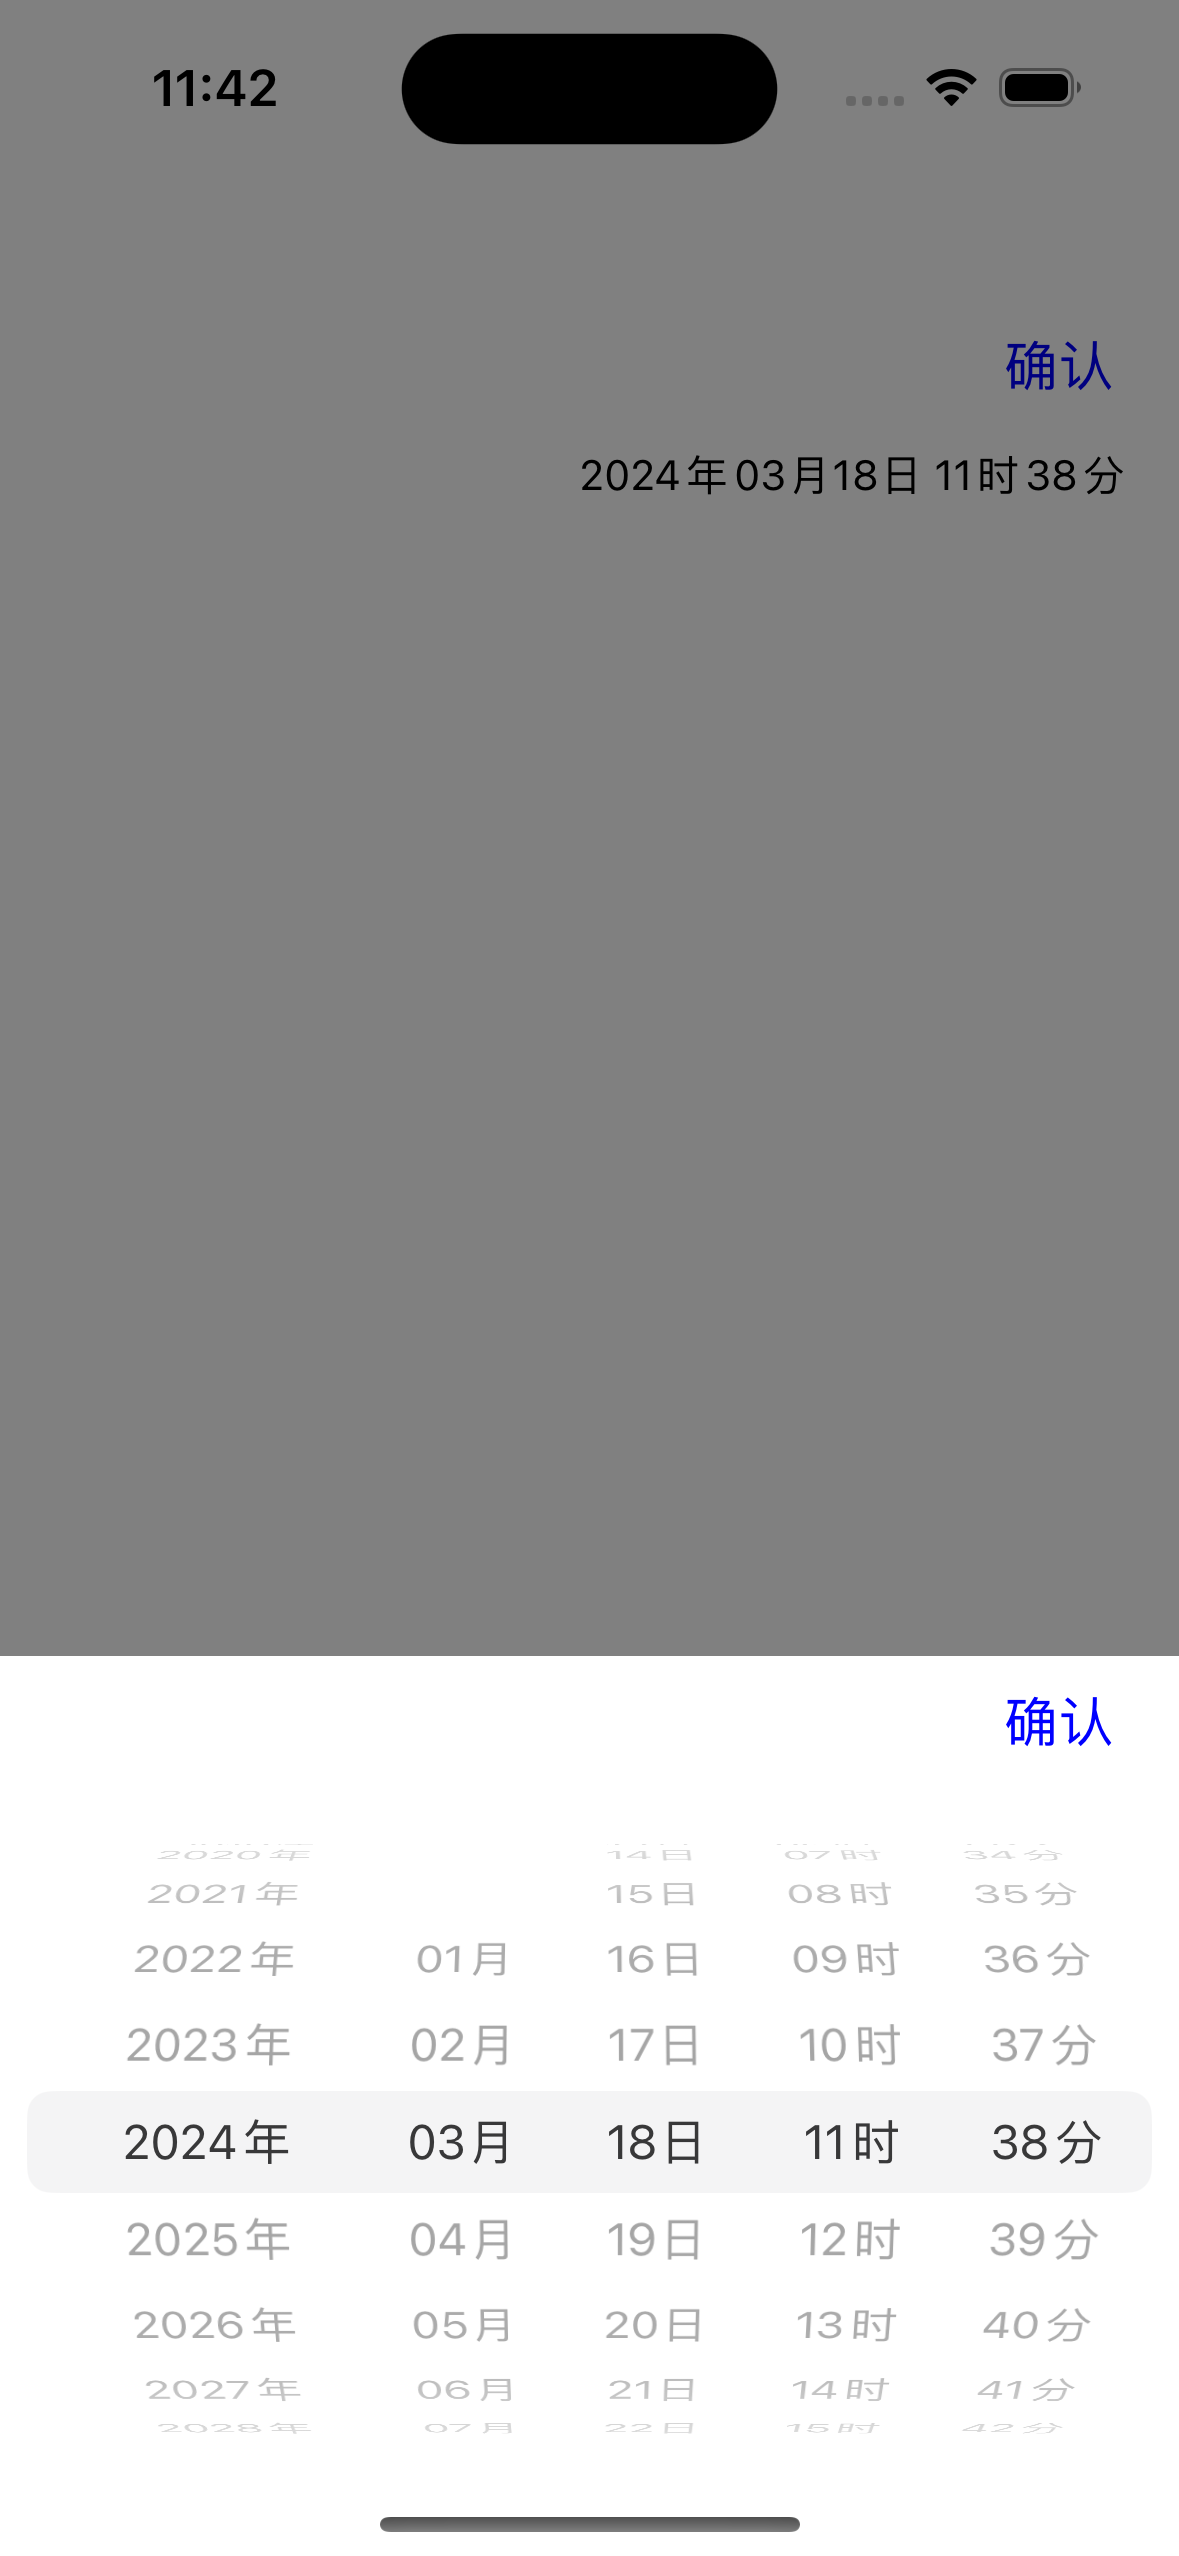 11:42
确认
2024年03月18日 11时38分
确认
2020年 14日 07时 34分
2021年 15日 08时 35分
2022年 01月 16日 09时 36分
2023年 02月 17日 10时 37分
2024年 03月 18日 11时 38分
2025年 04月 19日 12时 39分
2026年 05月 20日 13时 40分
2027年 06月 21日 14时 41分
2028年 07月 22日 15时 42分